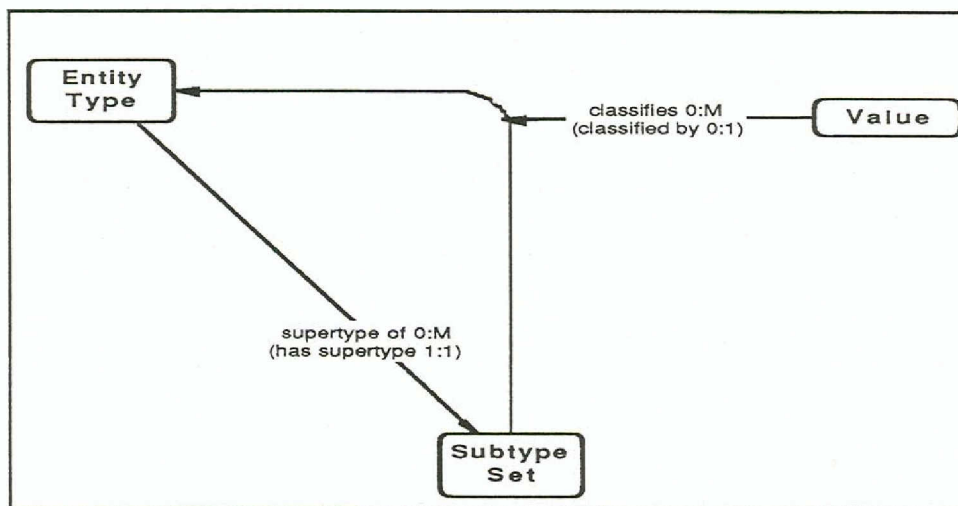 Entity
Type
classifies 0:M
(classified by 0:1)
Value
supertype of 0:M
(has supertype 1:1)
Subtype
Set